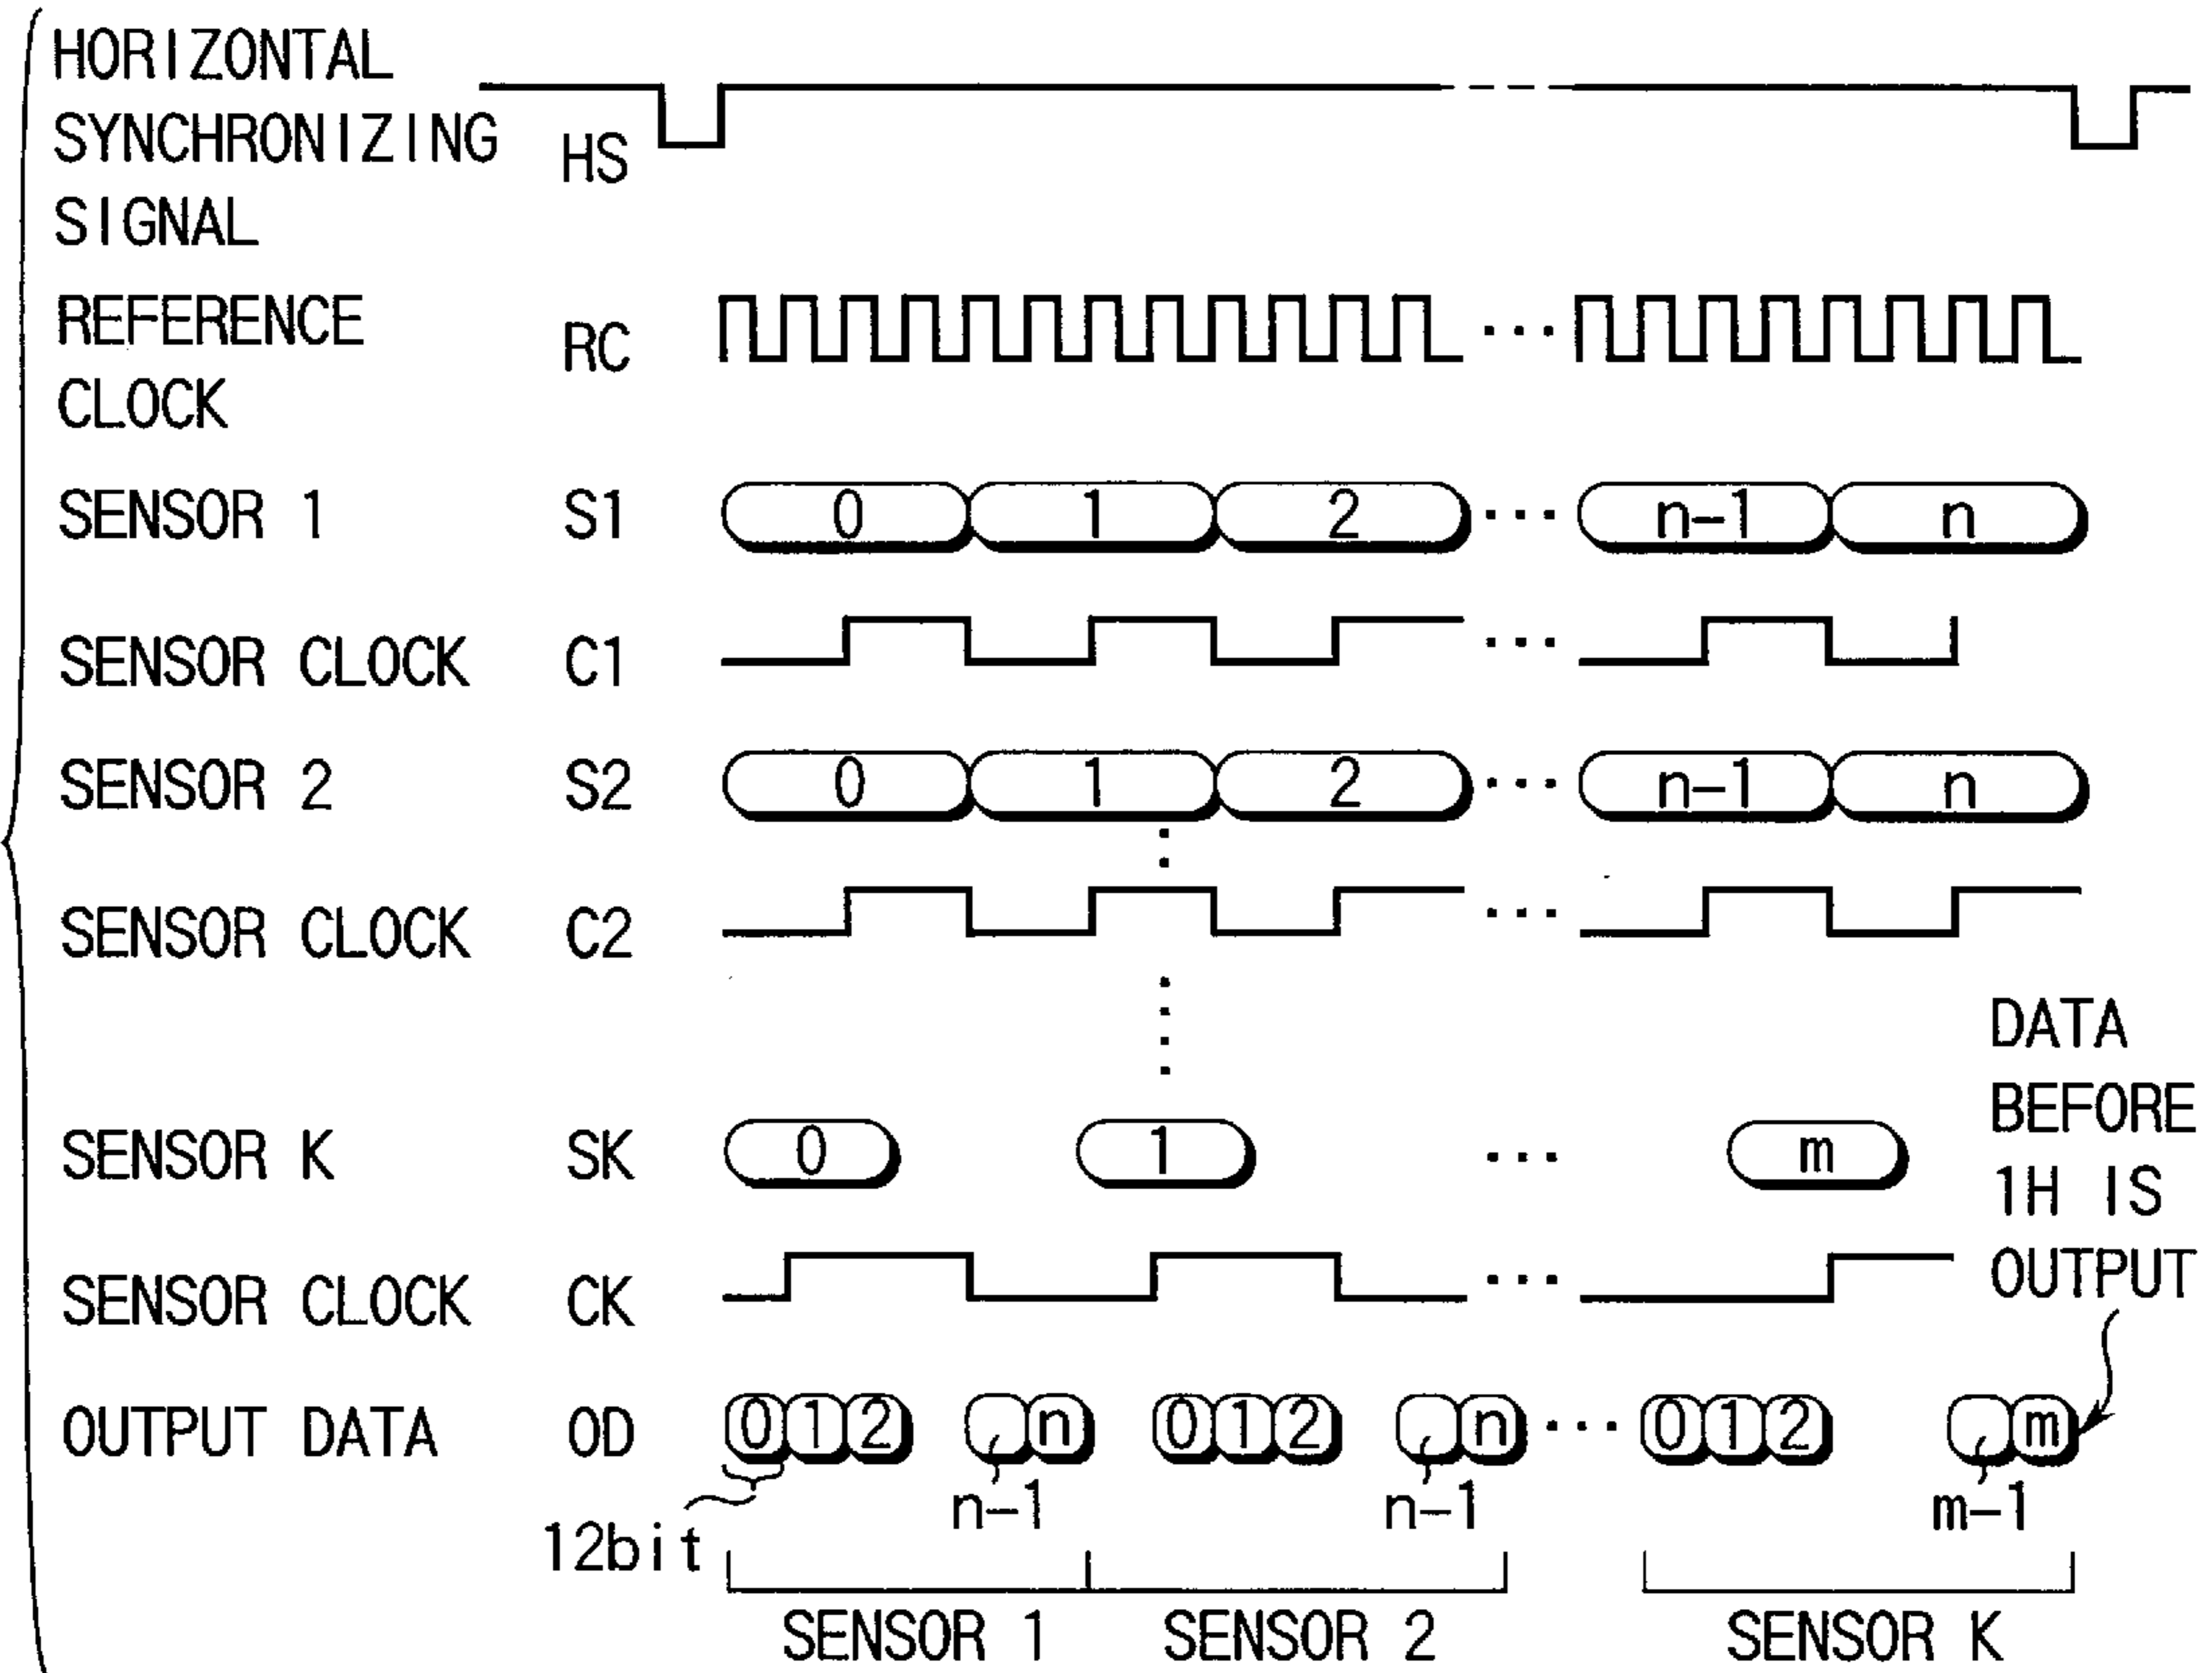 HORIZONTAL
SYNCHRONIZING HS
SIGNAL
REFERENCE
RC
CLOCK
SENSOR 1 S1 0 1 2 ... n-1 n
SENSOR CLOCK C1 ...
SENSOR 2 S2 0 1 2 ... n-1 n
SENSOR CLOCK C2 ...
DATA
BEFORE
1H IS
OUTPUT
SENSOR K SK 0 1 ... m
SENSOR CLOCK CK ...
OUTPUT DATA OD 0 1 2 n 0 1 2 n ... 0 1 2 m
n-1 n-1 m-1
12bit
SENSOR 1 SENSOR 2 SENSOR K